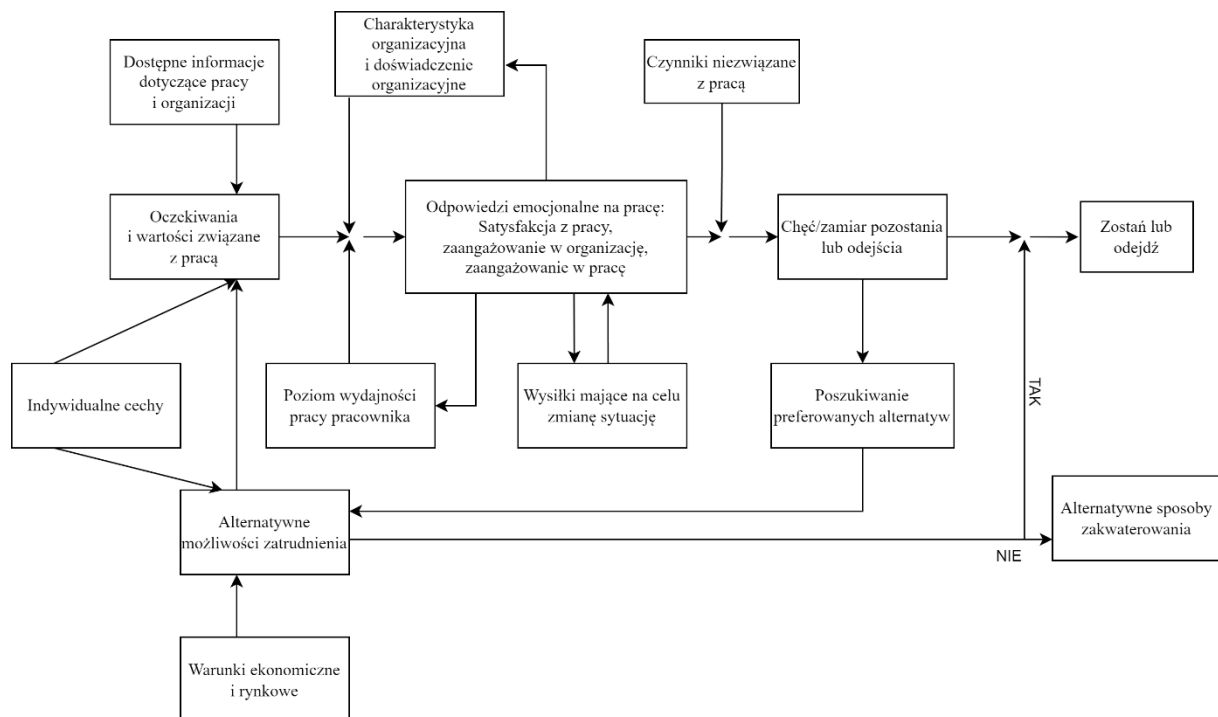 Charakterystyka
organizacyjna
i doświadczenie
organizacyjne
Dostępne informacje
dotyczące pracy
i organizacji
Czynniki niezwiązane
z pracą
Oczekiwania
i wartości związane
z pracą
Odpowiedzi emocjonalne na pracę:
Satysfakcja z pracy,
zaangażowanie w organizację,
zaangażowanie w pracę
Chęć/zamiar pozostania
lub odejścia
Zostań lub
odejdź
Indywidualne cechy
Poziom wydajności
pracy pracownika
Wysiłki mające na celu
zmianę sytuację
Poszukiwanie
preferowanych alternatyw
TAK
Alternatywne
możliwości zatrudnienia
NIE
Alternatywne sposoby
zakwaterowania
Warunki ekonomiczne
i rynkowe